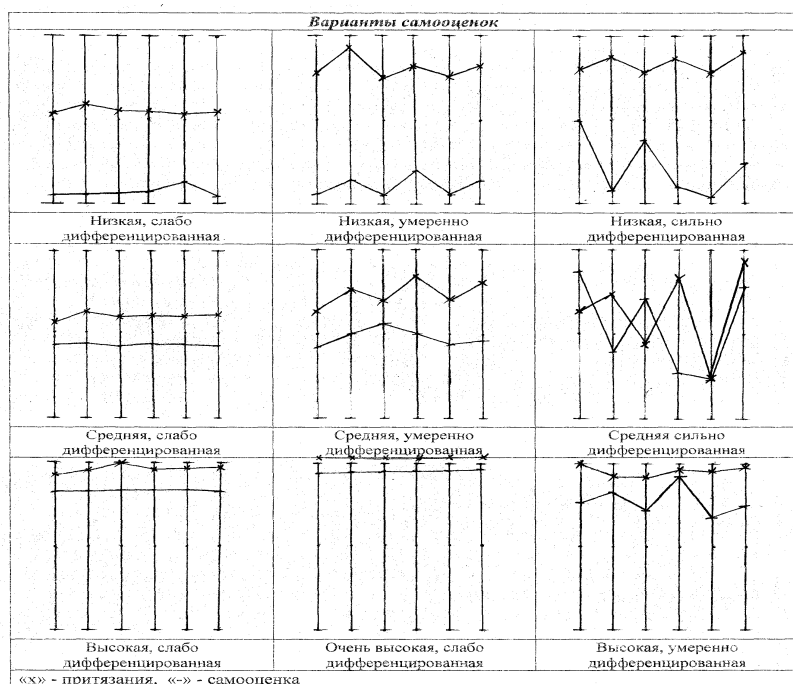 Варианты самооценок
Низкая, слабо
дифференцированная
Низкая, умеренно
дифференцированная
Низкая, сильно
дифференцированная
Средняя, слабо
дифференцированная
Средняя, умеренно
дифференцированная
Средняя сильно
дифференцированная
Высокая, слабо
дифференцированная
Очень высокая, слабо
дифференцированная
Высокая, умеренно
дифференцированная
«х» - притязания, «-» - самооценка